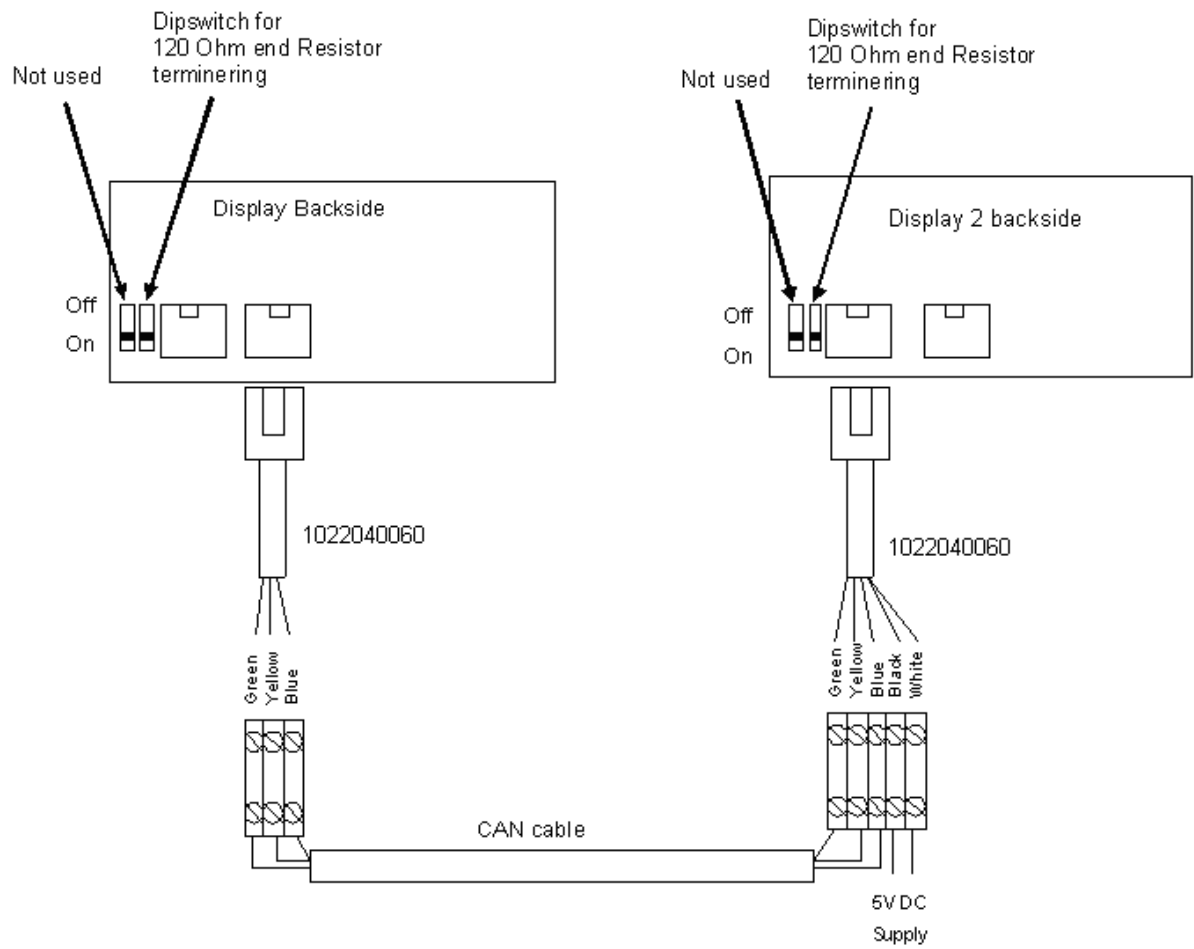 Dipswitch for
120 Ohm end Resistor
terminering
Not used
Dipswitch for
120 Ohm end Resistor
terminering
Not used
Display Backside
Display 2 backside
Off
On
Off
On
1022040060
1022040060
Green
Yellow
Blue
Green
Yellow
Blue
Black
White
CAN cable
5V DC
Supply